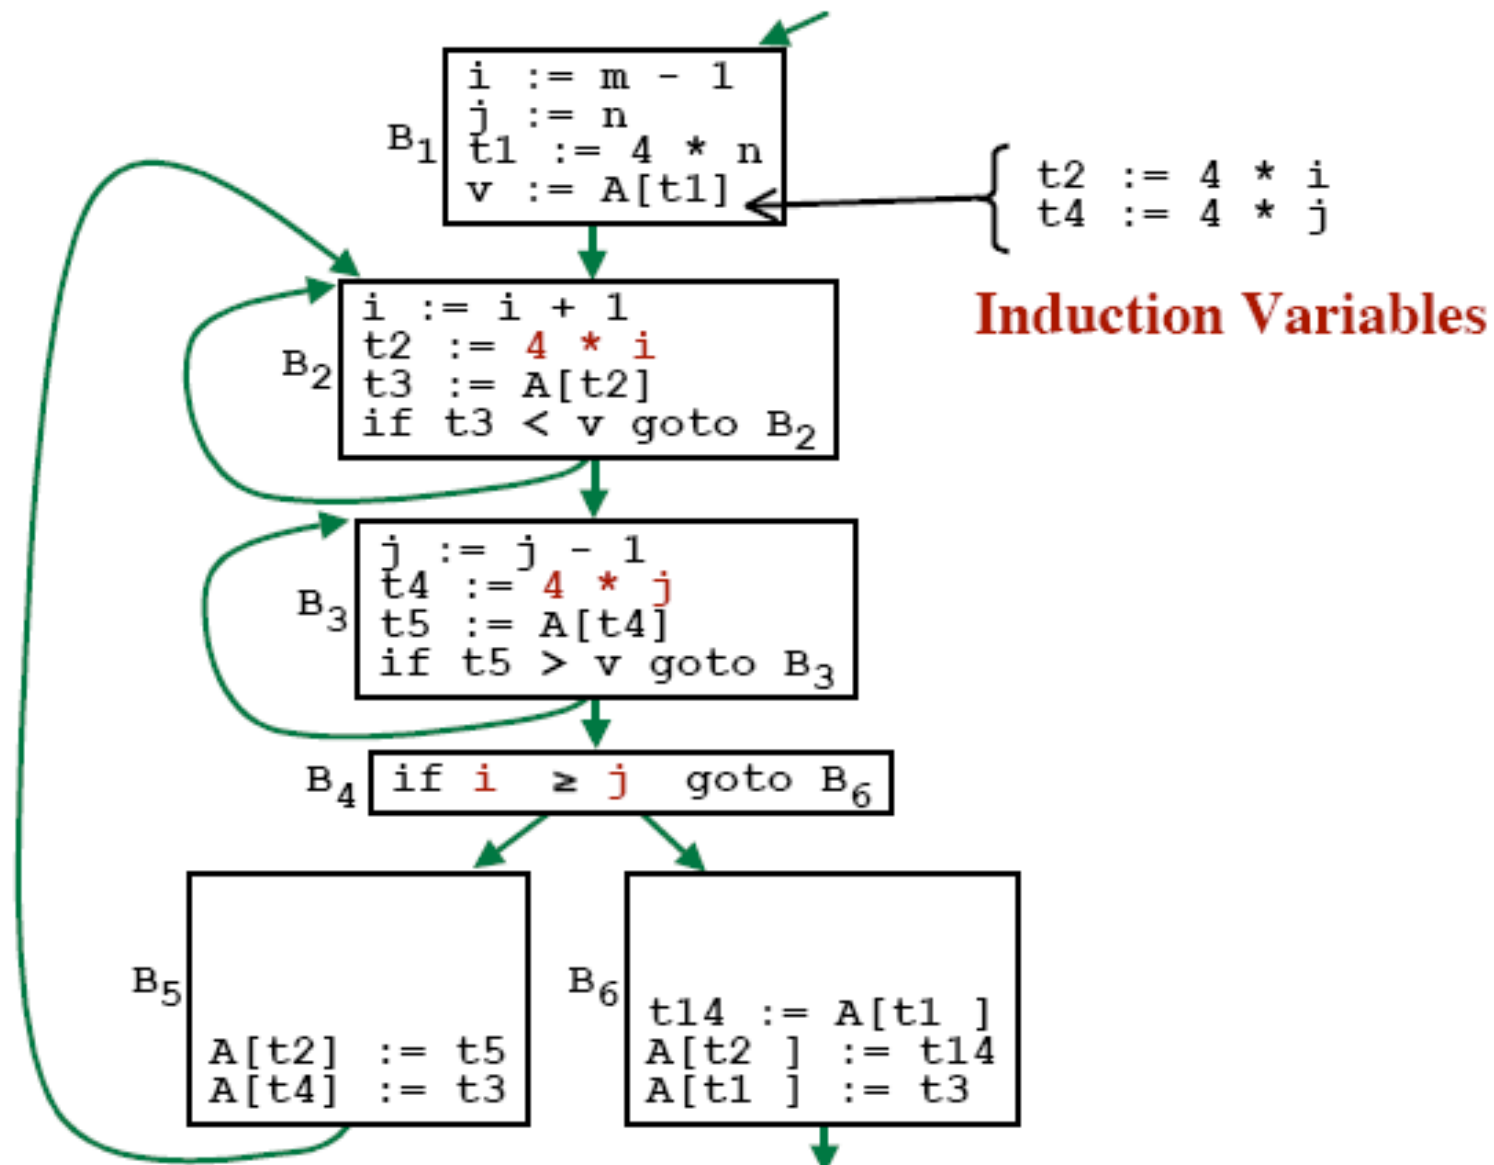 i := m - 1
j := n
B1
t1 := 4 * n
v := A[t1]
t2 := 4 * i
t4 := 4 * j
Induction Variables
i := i + 1
t2 := 4 * i
B2
t3 := A[t2]
if t3 < v goto B2
j := j - 1
t4 := 4 * j
B3
t5 := A[t4]
if t5 > v goto B3
B4
if i ≥ j goto B6
B5
A[t2] := t5
A[t4] := t3
B6
t14 := A[t1 ]
A[t2 ] := t14
A[t1 ] := t3